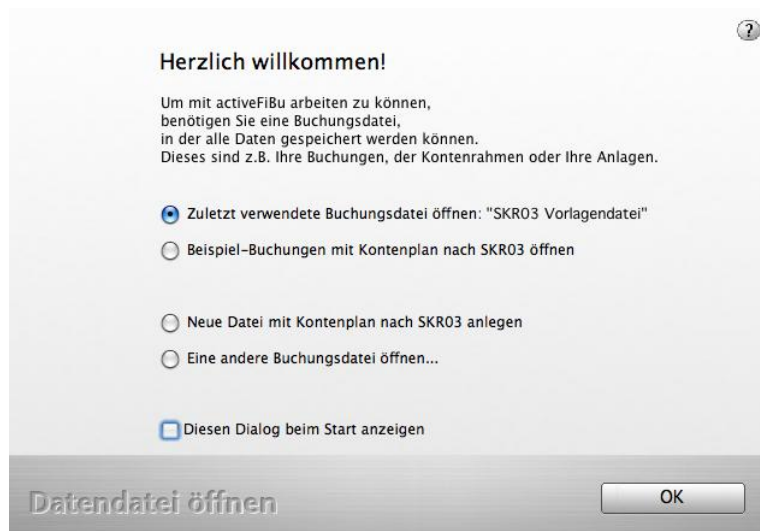 ?
Herzlich willkommen!
Um mit activeFiBu arbeiten zu können,
benötigen Sie eine Buchungsdatei,
in der alle Daten gespeichert werden können.
Dieses sind z.B. Ihre Buchungen, der Kontenrahmen oder Ihre Anlagen.
Zuletzt verwendete Buchungsdatei öffnen: "SKR03 Vorlagendatei"
Beispiel-Buchungen mit Kontenplan nach SKR03 öffnen
Neue Datei mit Kontenplan nach SKR03 anlegen
Eine andere Buchungsdatei öffnen...
Diesen Dialog beim Start anzeigen
Datendatei öffnen
OK